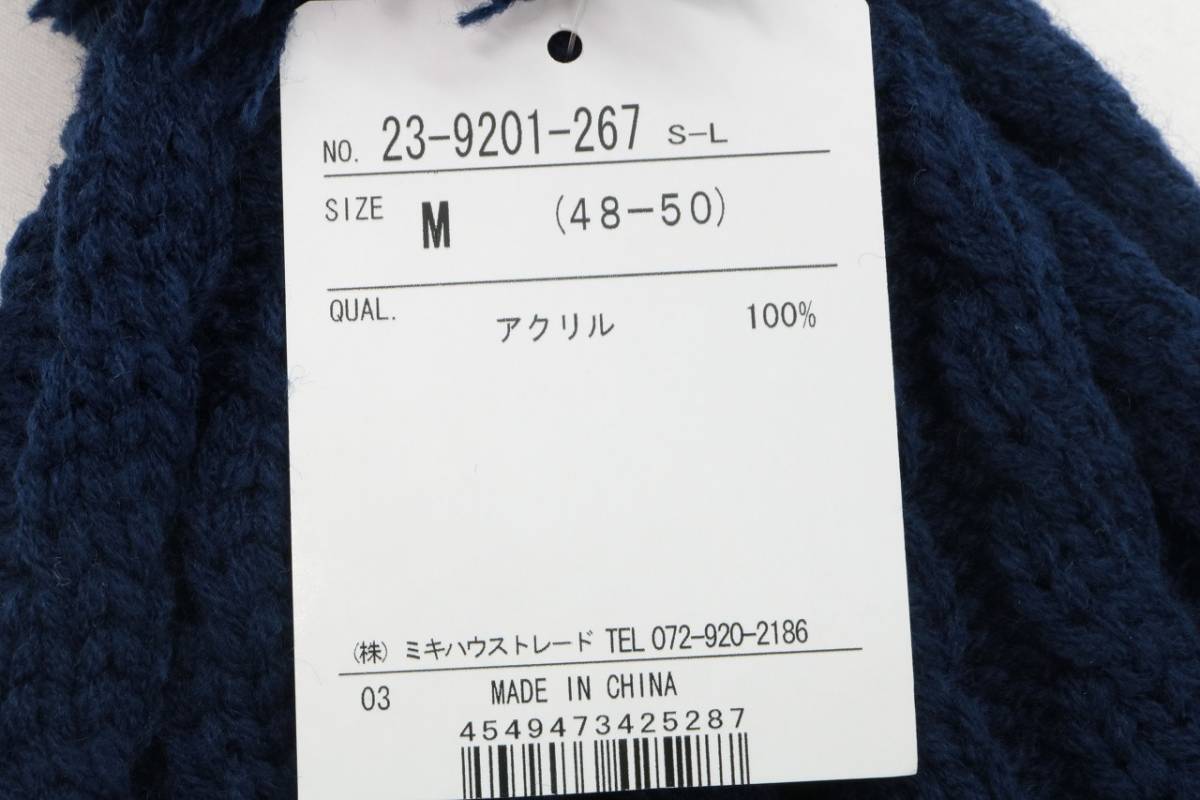 NO. 23-9201-267 S-L
SIZE M (48-50)
QUAL. アクリル 100%
(株) ミキハウストレード TEL 072-920-2186
03 MADE IN CHINA
4549473425287